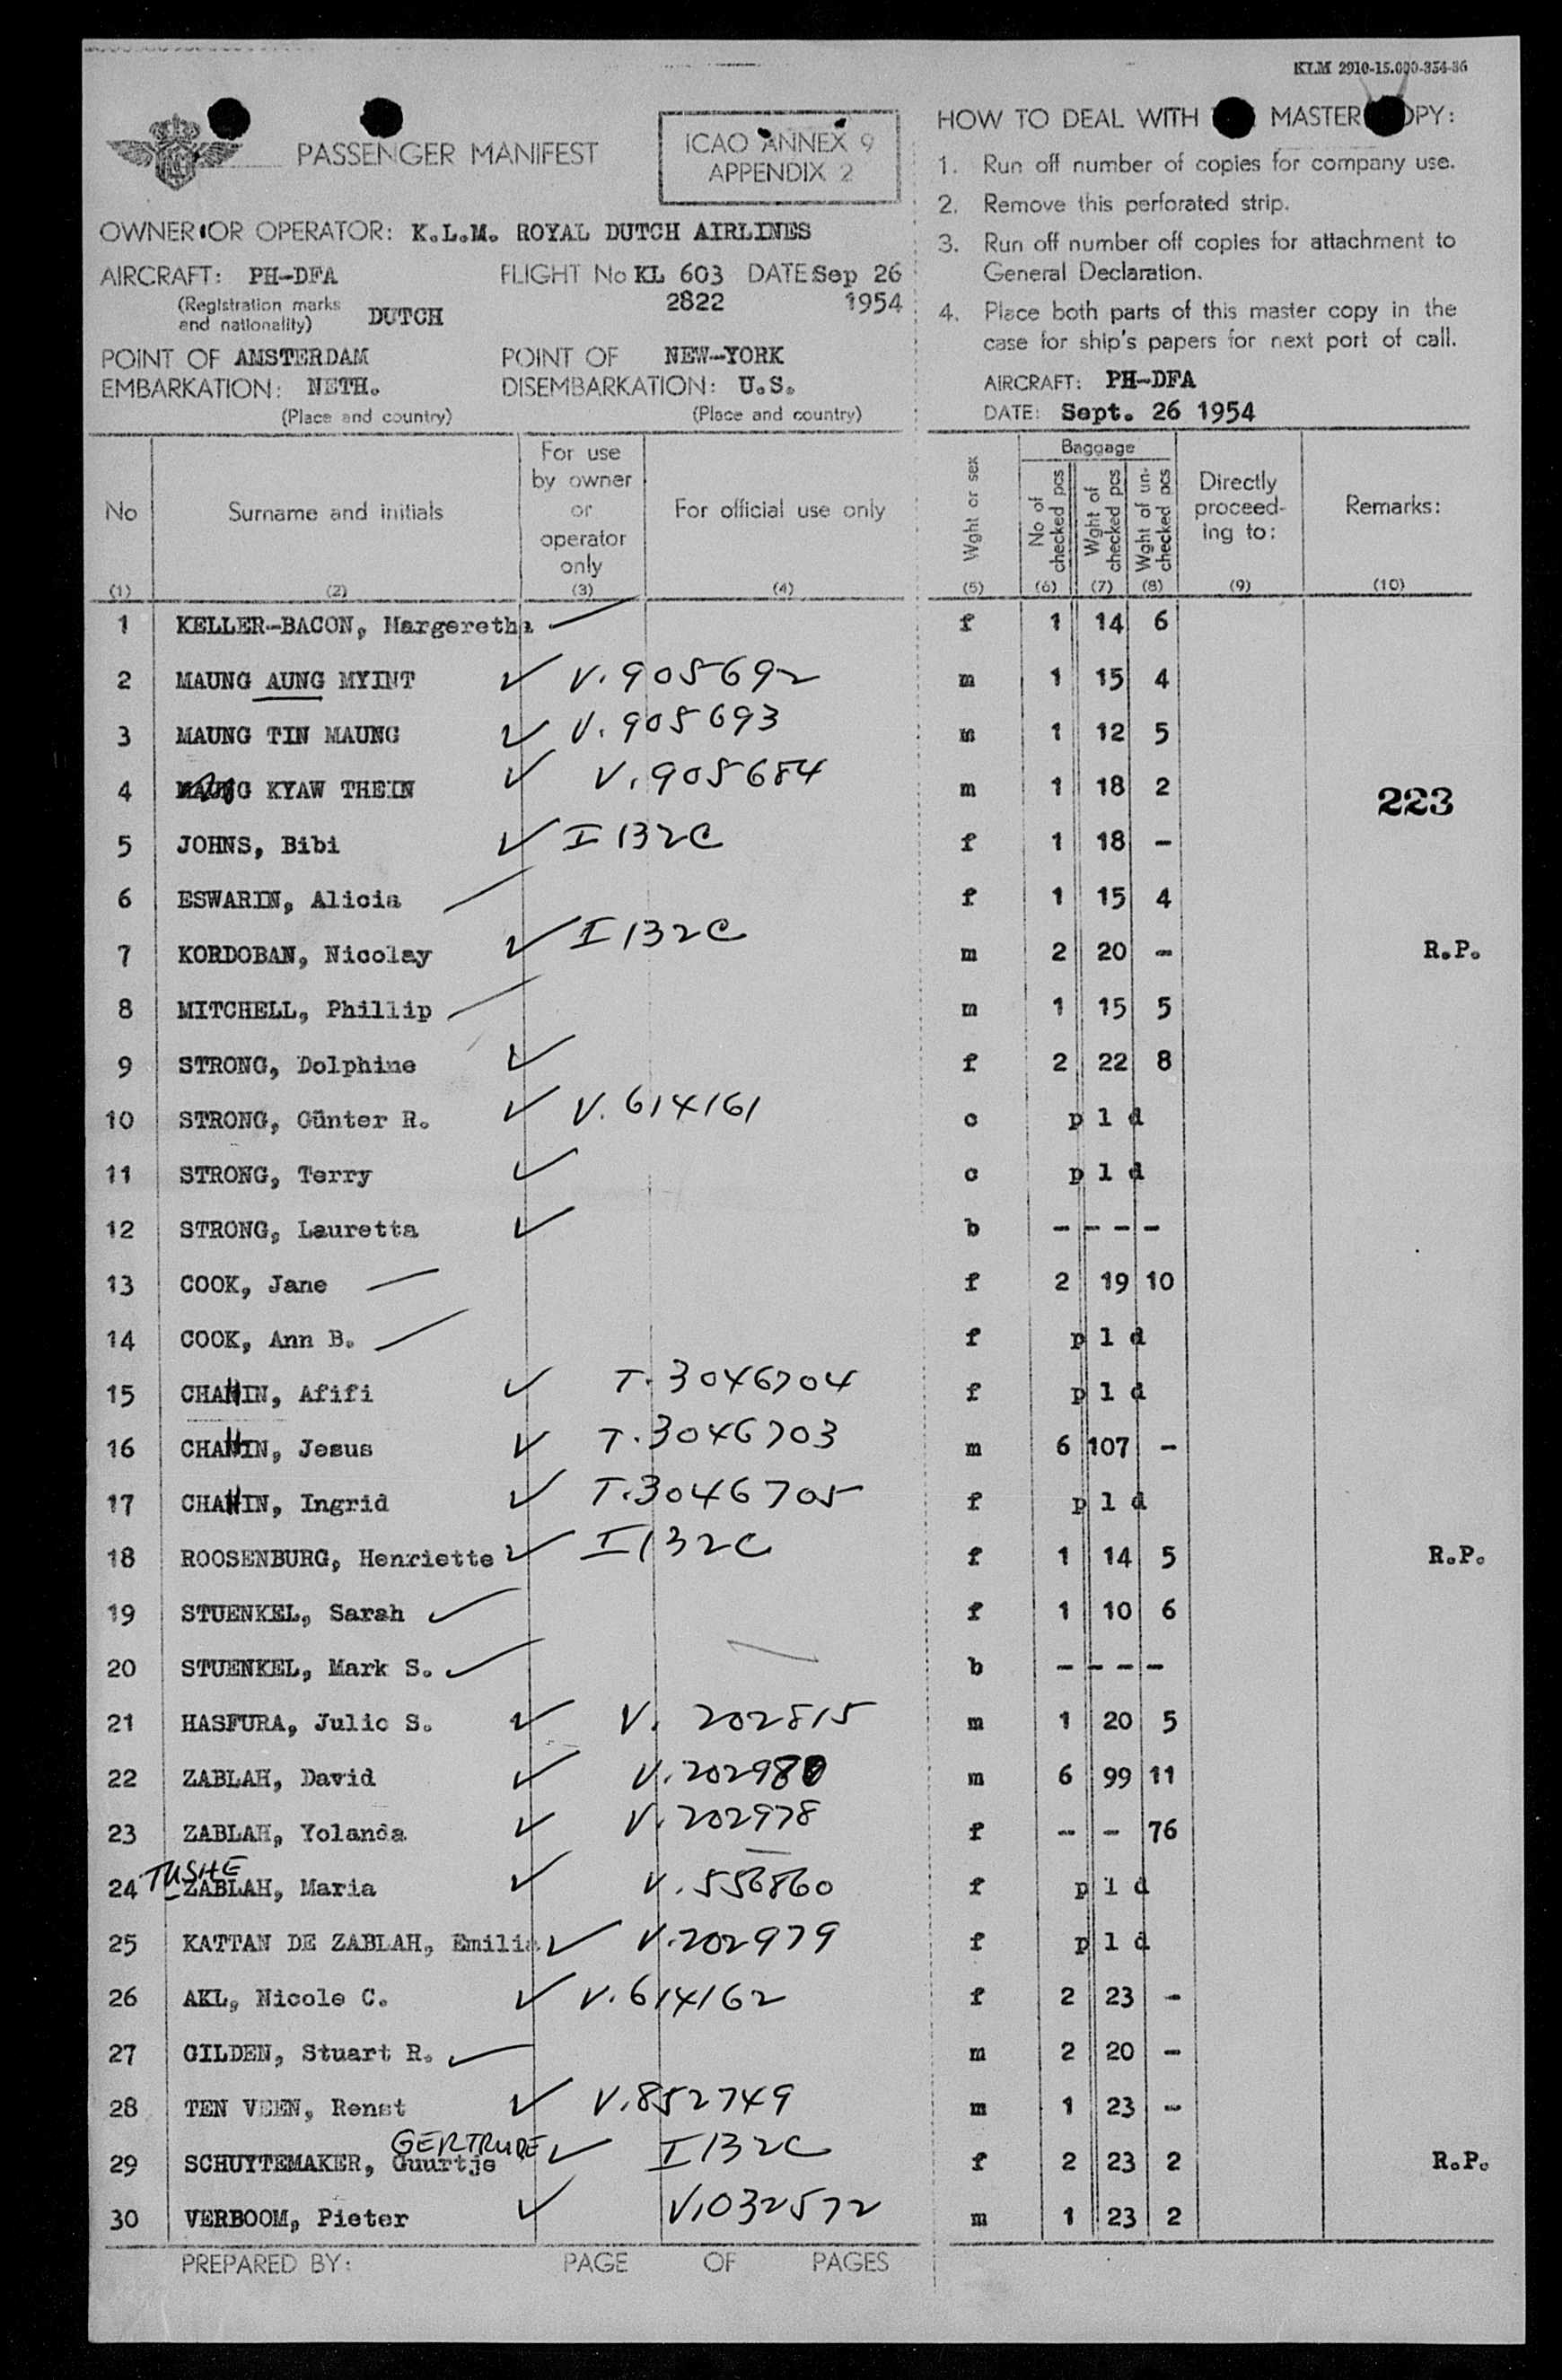 KLM 2910-15.000-354-36
PASSENGER MANIFEST
ICAO ANNEX 9
APPENDIX 2
OWNER OR OPERATOR: K.L.M. ROYAL DUTCH AIRLINES
AIRCRAFT: PH-DFA FLIGHT No KL 603 DATE Sep 26
(Registration marks and nationality) DUTCH 2822 1954
POINT OF AMSTERDAM POINT OF NEW-YORK
EMBARKATION: NETH. DISEMBARKATION: U.S.
(Place and country) (Place and country)
HOW TO DEAL WITH MASTER OPY:
1. Run off number of copies for company use.
2. Remove this perforated strip.
3. Run off number off copies for attachment to
General Declaration.
4. Place both parts of this master copy in the
case for ship's papers for next port of call.
AIRCRAFT: PH-DFA
DATE: Sept. 26 1954
No Surname and initials For use by owner or operator only For official use only Wght or sex Baggage No of checked pcs Wght of checked pcs Wght of un-checked pcs Directly proceed-ing to: Remarks:
(1) (2) (3) (4) (5) (6) (7) (8) (9) (10)
1 KELLER-BACON, Margeretha f 1 14 6
2 MAUNG AUNG MYINT ✓ V.905692 m 1 15 4
3 MAUNG TIN MAUNG ✓ V.905693 m 1 12 5
4 MAUNG KYAW THEIN ✓ V.905684 m 1 18 2
223
5 JOHNS, Bibi ✓ I 132C f 1 18 -
6 ESWARIN, Alicia f 1 15 4
7 KORDOBAN, Nicolay ✓ I 132C m 2 20 - R.P.
8 MITCHELL, Phillip m 1 15 5
9 STRONG, Dolphine ✓ f 2 22 8
10 STRONG, Günter R. ✓ V.614161 c p l d
11 STRONG, Terry ✓ c p l d
12 STRONG, Lauretta ✓ b - - - -
13 COOK, Jane f 2 19 10
14 COOK, Ann B. f p l d
15 CHAHIN, Afifi ✓ T.3046704 f p l d
16 CHAHIN, Jesus ✓ T.3046703 m 6 107 -
17 CHAHIN, Ingrid ✓ T.3046705 f p l d
18 ROOSENBURG, Henriette ✓ I 132C f 1 14 5 R.P.
19 STUENKEL, Sarah ✓ f 1 10 6
20 STUENKEL, Mark S. ✓ b - - - -
21 HASFURA, Julio S. ✓ V. 202815 m 1 20 5
22 ZABLAH, David ✓ V.202980 m 6 99 11
23 ZABLAH, Yolanda ✓ V.202978 f - - 76
TUSHE
24 ZABLAH, Maria ✓ V.556860 f p l d
25 KATTAN DE ZABLAH, Emilia ✓ V.202979 f p l d
26 AKL, Nicole C. ✓ V.614162 f 2 23 -
27 GILDEN, Stuart R. ✓ m 2 20 -
28 TEN VEEN, Renst ✓ V.852749 m 1 23 -
GERTRUDE
29 SCHUYTEMAKER, Guurtje ✓ I 132C f 2 23 2 R.P.
30 VERBOOM, Pieter ✓ V.032572 m 1 23 2
PREPARED BY: PAGE OF PAGES